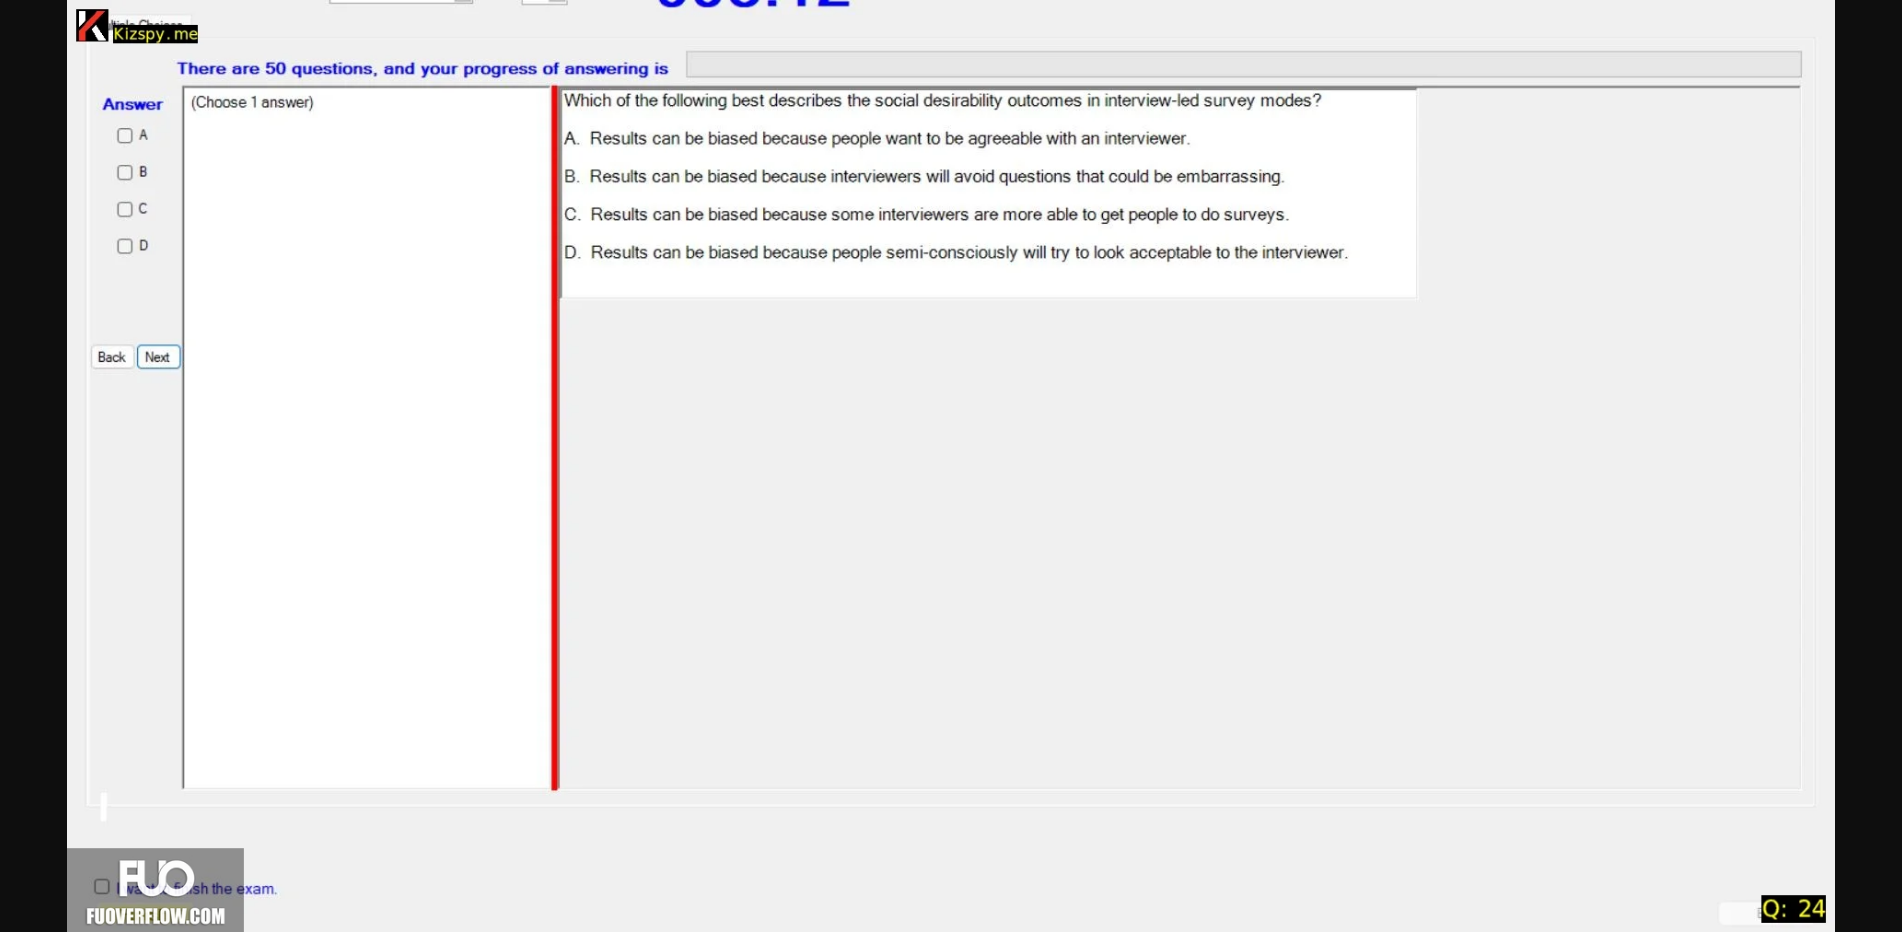 Kizspy.me
There are 50 questions, and your progress of answering is
Answer
(Choose 1 answer)
A
B
C
D
Back
Next
Which of the following best describes the social desirability outcomes in interview-led survey modes?
A. Results can be biased because people want to be agreeable with an interviewer.
B. Results can be biased because interviewers will avoid questions that could be embarrassing.
C. Results can be biased because some interviewers are more able to get people to do surveys.
D. Results can be biased because people semi-consciously will try to look acceptable to the interviewer.
FUO
the exam.
FUOVERFLOW.COM
Q: 24